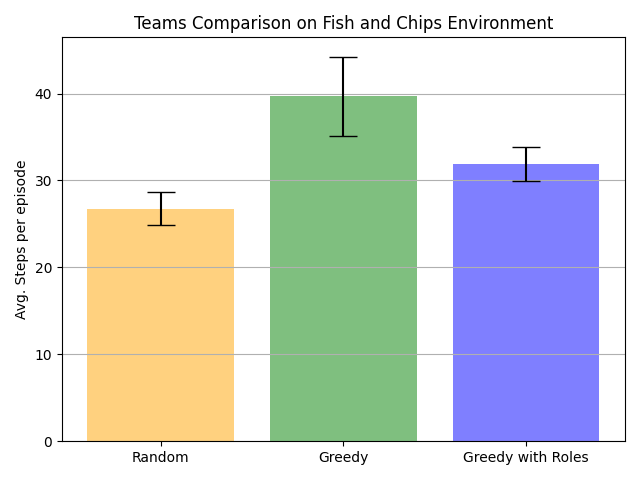 Teams Comparison on Fish and Chips Environment
Avg. Steps per episode
40
30
20
10
0
Random
Greedy
Greedy with Roles